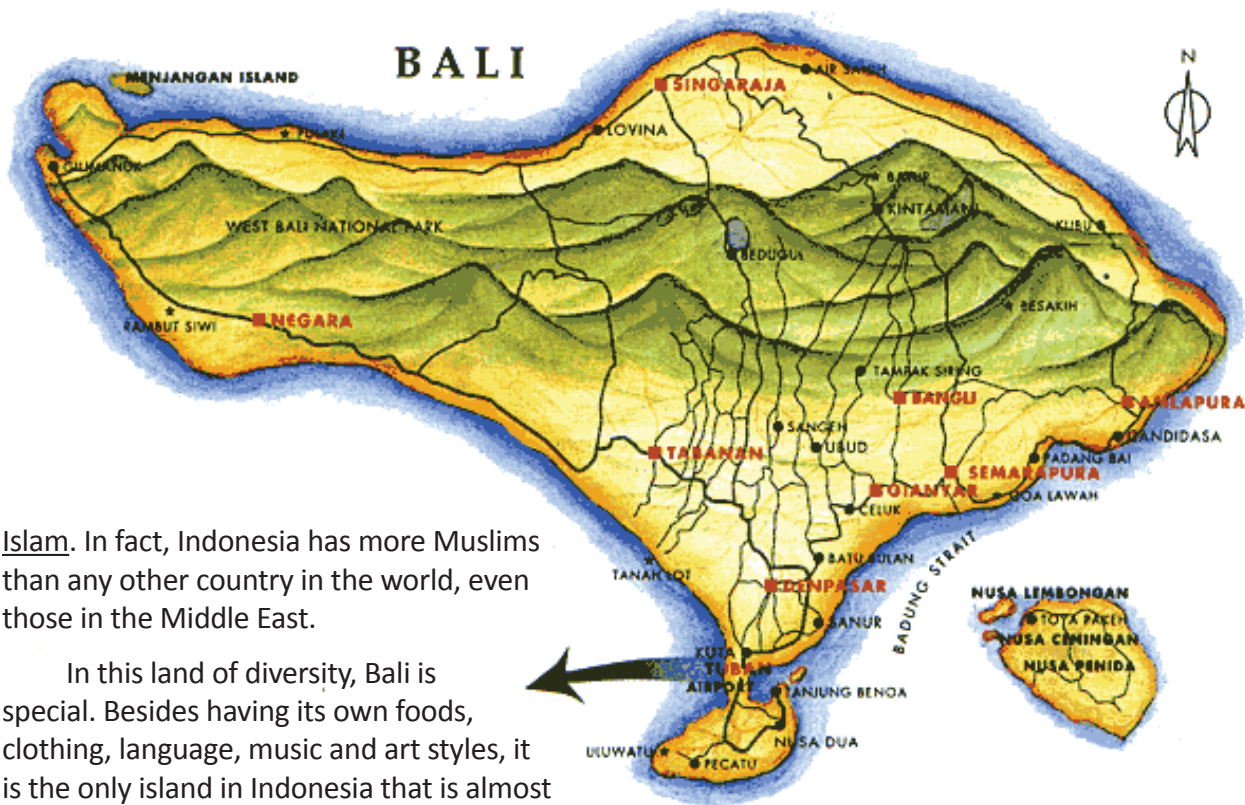 BALI
N
MENJANGAN ISLAND
AIR SANIH
SINGARAJA
PULAKI
LOVINA
GILIMANUK
BATUR
KINTAMANI
WEST BALI NATIONAL PARK
KUBU
BEDUGUL
BESAKIH
RAMBUT SIWI
NEGARA
TAMPAK SIRING
BANGLI
AMLAPURA
SANGEH
CANDIDASA
UBUD
TABANAN
PADANG BAI
SEMARAPURA
GIANYAR
GOA LAWAH
CELUK
Islam. In fact, Indonesia has more Muslims
than any other country in the world, even
those in the Middle East.
BATU BULAN
TANAH LOT
DENPASAR
BADUNG STRAIT
NUSA LEMBONGAN
SANUR
NUSA CENINGAN
KUTA
NUSA PENIDA
TUBAN
AIRPORT
TANJUNG BENOA
In this land of diversity, Bali is
special. Besides having its own foods,
clothing, language, music and art styles, it
is the only island in Indonesia that is almost
NUSA DUA
ULUWATU
PECATU